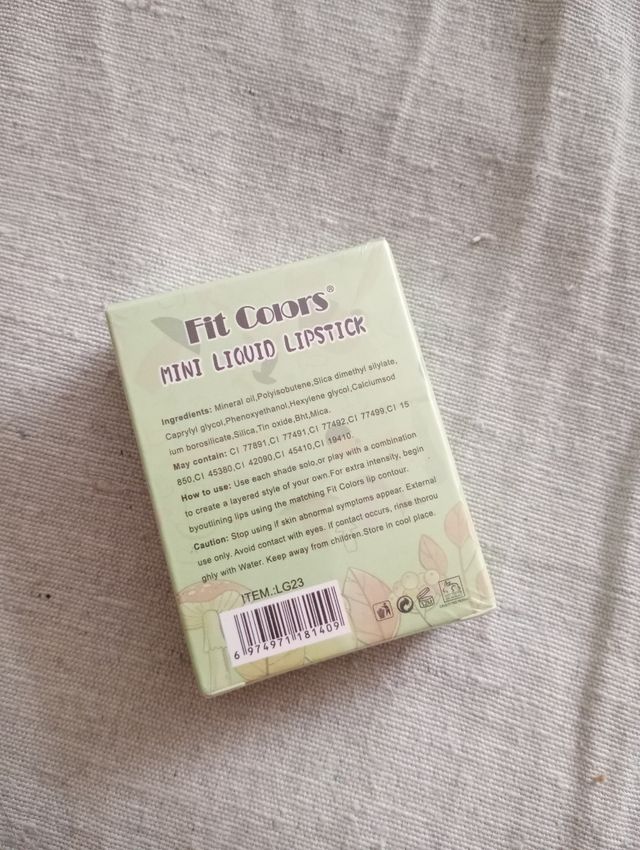 Fit Colors®
MINI LIQUID LIPSTICK
Ingredients: Mineral oil,Polyisobutene,Slica dimethyl silylate,
Caprylyl glycol,Phenoxyethanol,Hexylene glycol,Calciumsod
ium borosilicate,Silica,Tin oxide,Bht,Mica.
May contain: CI 77891,CI 77491,CI 77492,CI 77499,CI 15
850,CI 45380,CI 42090,CI 45410,CI 19410
How to use: Use each shade solo,or play with a combination
to create a layered style of your own.For extra intensity, begin
byoutlining lips using the matching Fit Colors lip contour.
Caution: Stop using if skin abnormal symptoms appear. External
use only. Avoid contact with eyes. If contact occurs, rinse thorou
ghly with Water. Keep away from children.Store in cool place.
ITEM.:LG23
6 974971 181409
12M